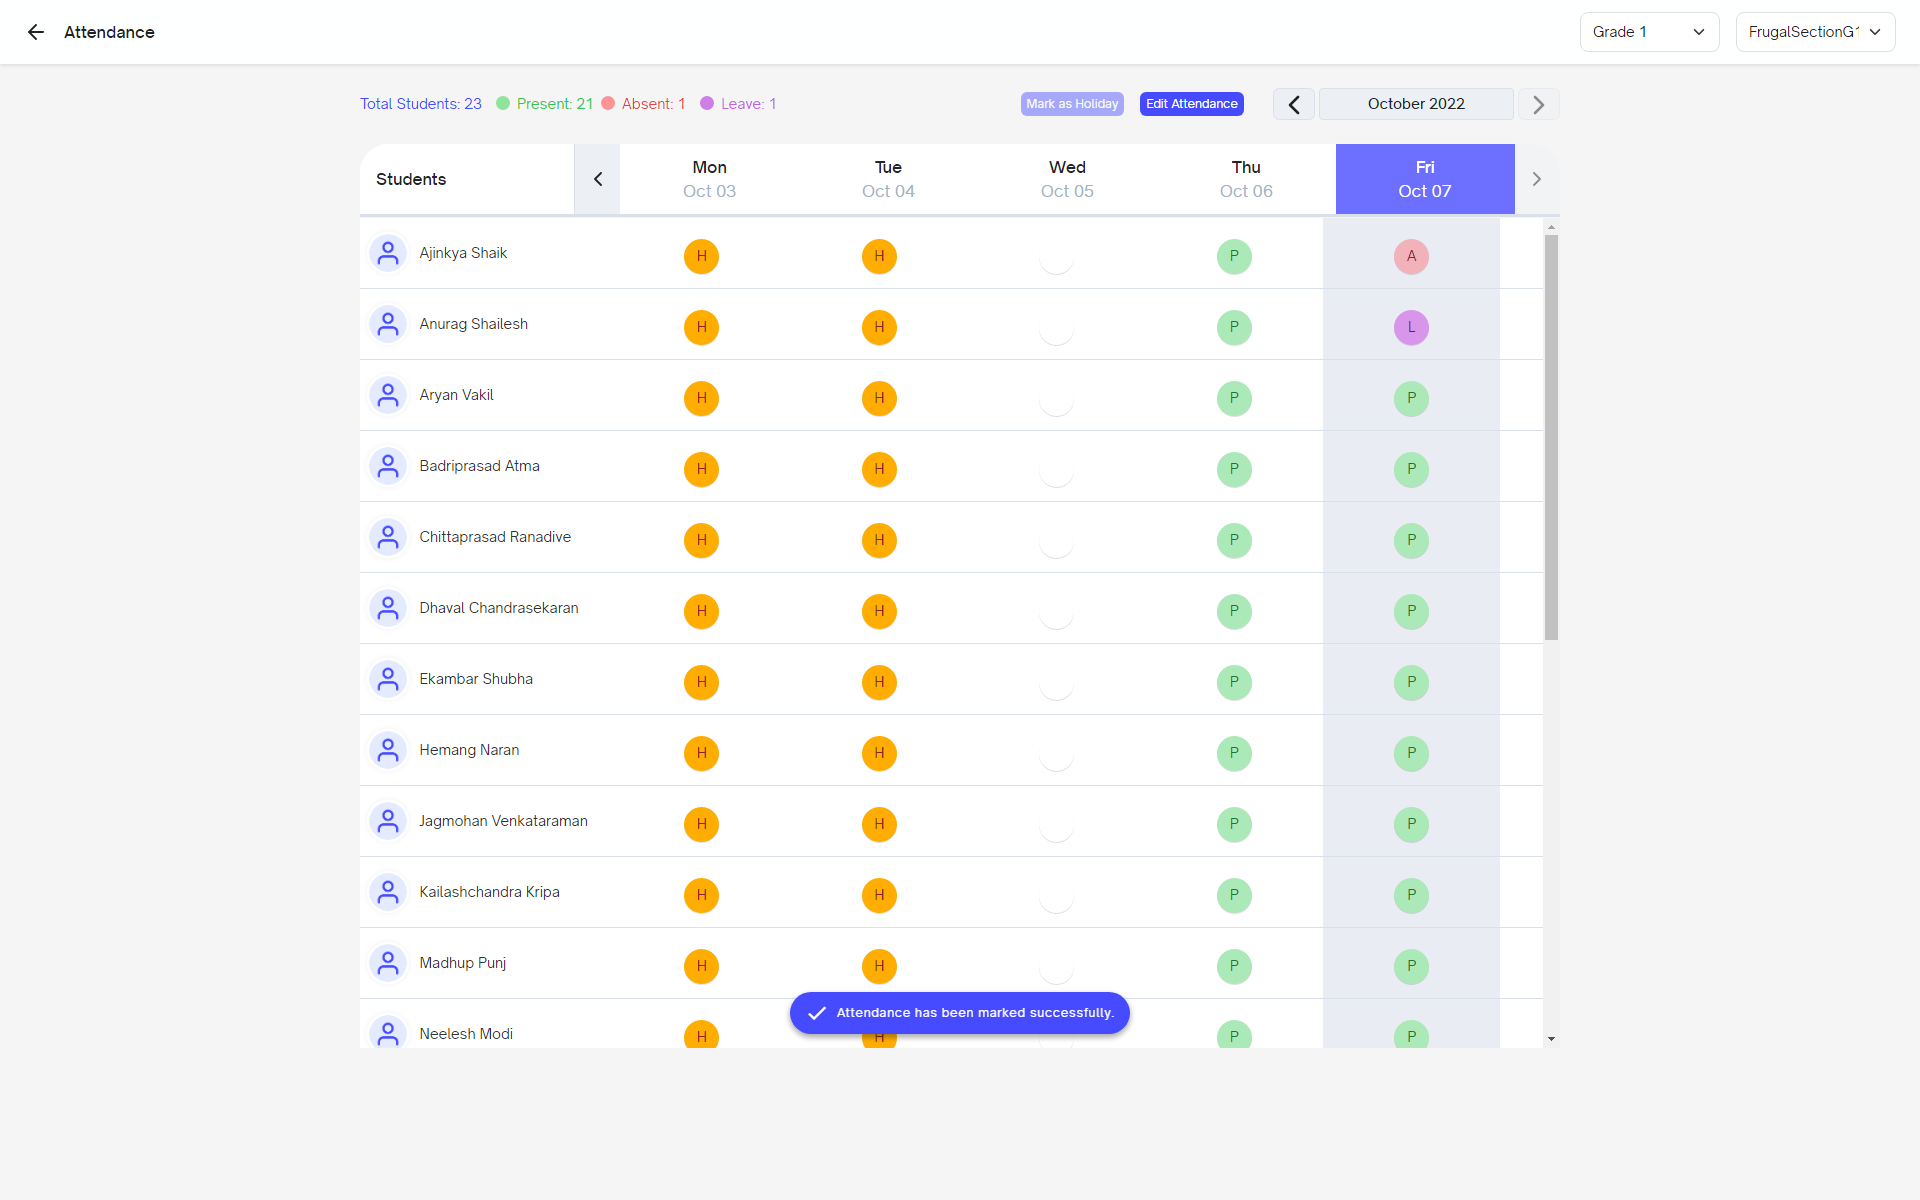 Attendance
Grade 1
FrugalSectionG1
Total Students: 23 Present: 21 Absent: 1 Leave: 1
Mark as Holiday Edit Attendance October 2022
Students Mon Tue Wed Thu Fri
Oct 03 Oct 04 Oct 05 Oct 06 Oct 07
Ajinkya Shaik H H P A
Anurag Shailesh H H P L
Aryan Vakil H H P P
Badriprasad Atma H H P P
Chittaprasad Ranadive H H P P
Dhaval Chandrasekaran H H P P
Ekambar Shubha H H P P
Hemang Naran H H P P
Jagmohan Venkataraman H H P P
Kailashchandra Kripa H H P P
Madhup Punj H H P P
Attendance has been marked successfully.
Neelesh Modi H H P P